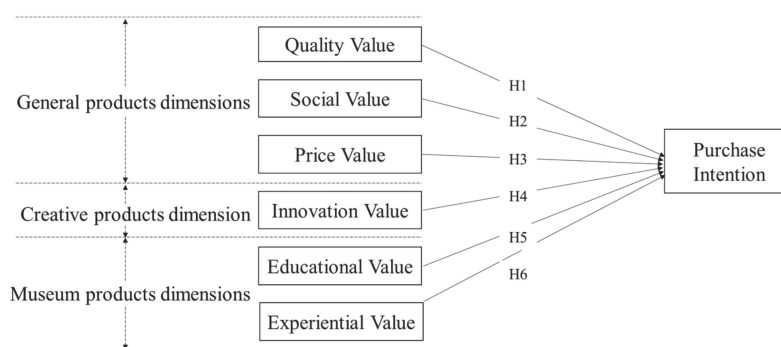 Quality Value
General products dimensions
Social Value
Price Value
Creative products dimension
Innovation Value
Museum products dimensions
Educational Value
Experiential Value
H1
H2
H3
H4
H5
H6
Purchase
Intention